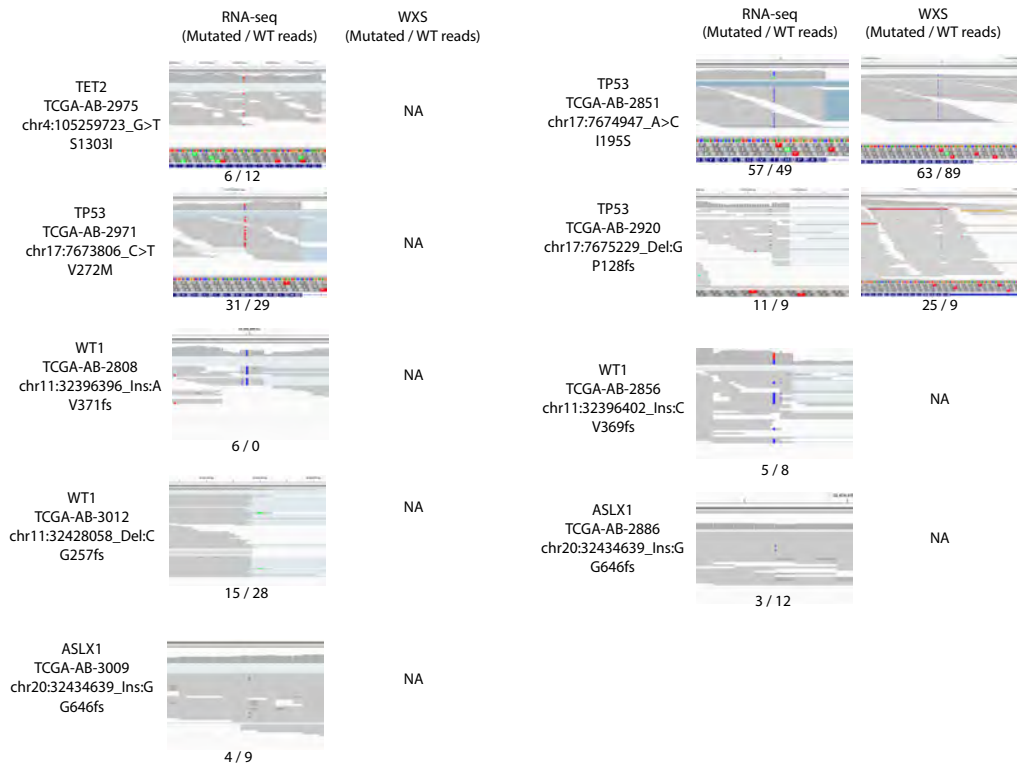 RNA-seq
(Mutated / WT reads)
WXS
(Mutated / WT reads)
TET2
TCGA-AB-2975
chr4:105259723_G>T
S1303I
6 / 12
NA
TP53
TCGA-AB-2971
chr17:7673806_C>T
V272M
31 / 29
NA
WT1
TCGA-AB-2808
chr11:32396396_Ins:A
V371fs
6 / 0
NA
WT1
TCGA-AB-3012
chr11:32428058_Del:C
G257fs
15 / 28
NA
ASLX1
TCGA-AB-3009
chr20:32434639_Ins:G
G646fs
4 / 9
NA
RNA-seq
(Mutated / WT reads)
WXS
(Mutated / WT reads)
TP53
TCGA-AB-2851
chr17:7674947_A>C
I195S
57 / 49
63 / 89
TP53
TCGA-AB-2920
chr17:7675229_Del:G
P128fs
11 / 9
25 / 9
WT1
TCGA-AB-2856
chr11:32396402_Ins:C
V369fs
5 / 8
NA
ASLX1
TCGA-AB-2886
chr20:32434639_Ins:G
G646fs
3 / 12
NA